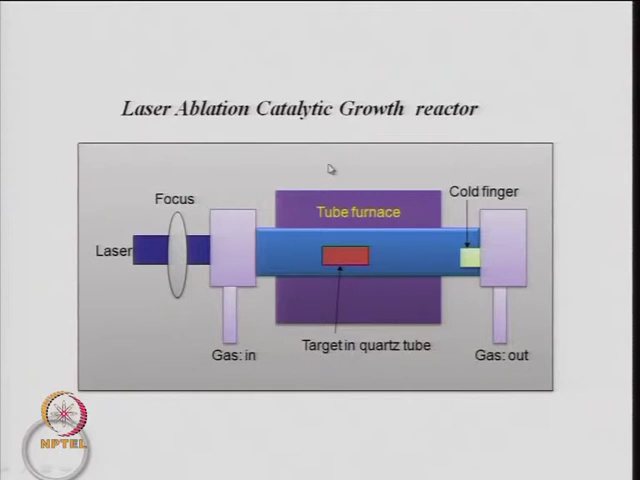 Laser Ablation Catalytic Growth reactor
Focus
Cold finger
Tube furnace
Laser
Target in quartz tube
Gas: in
Gas: out
NPTEL